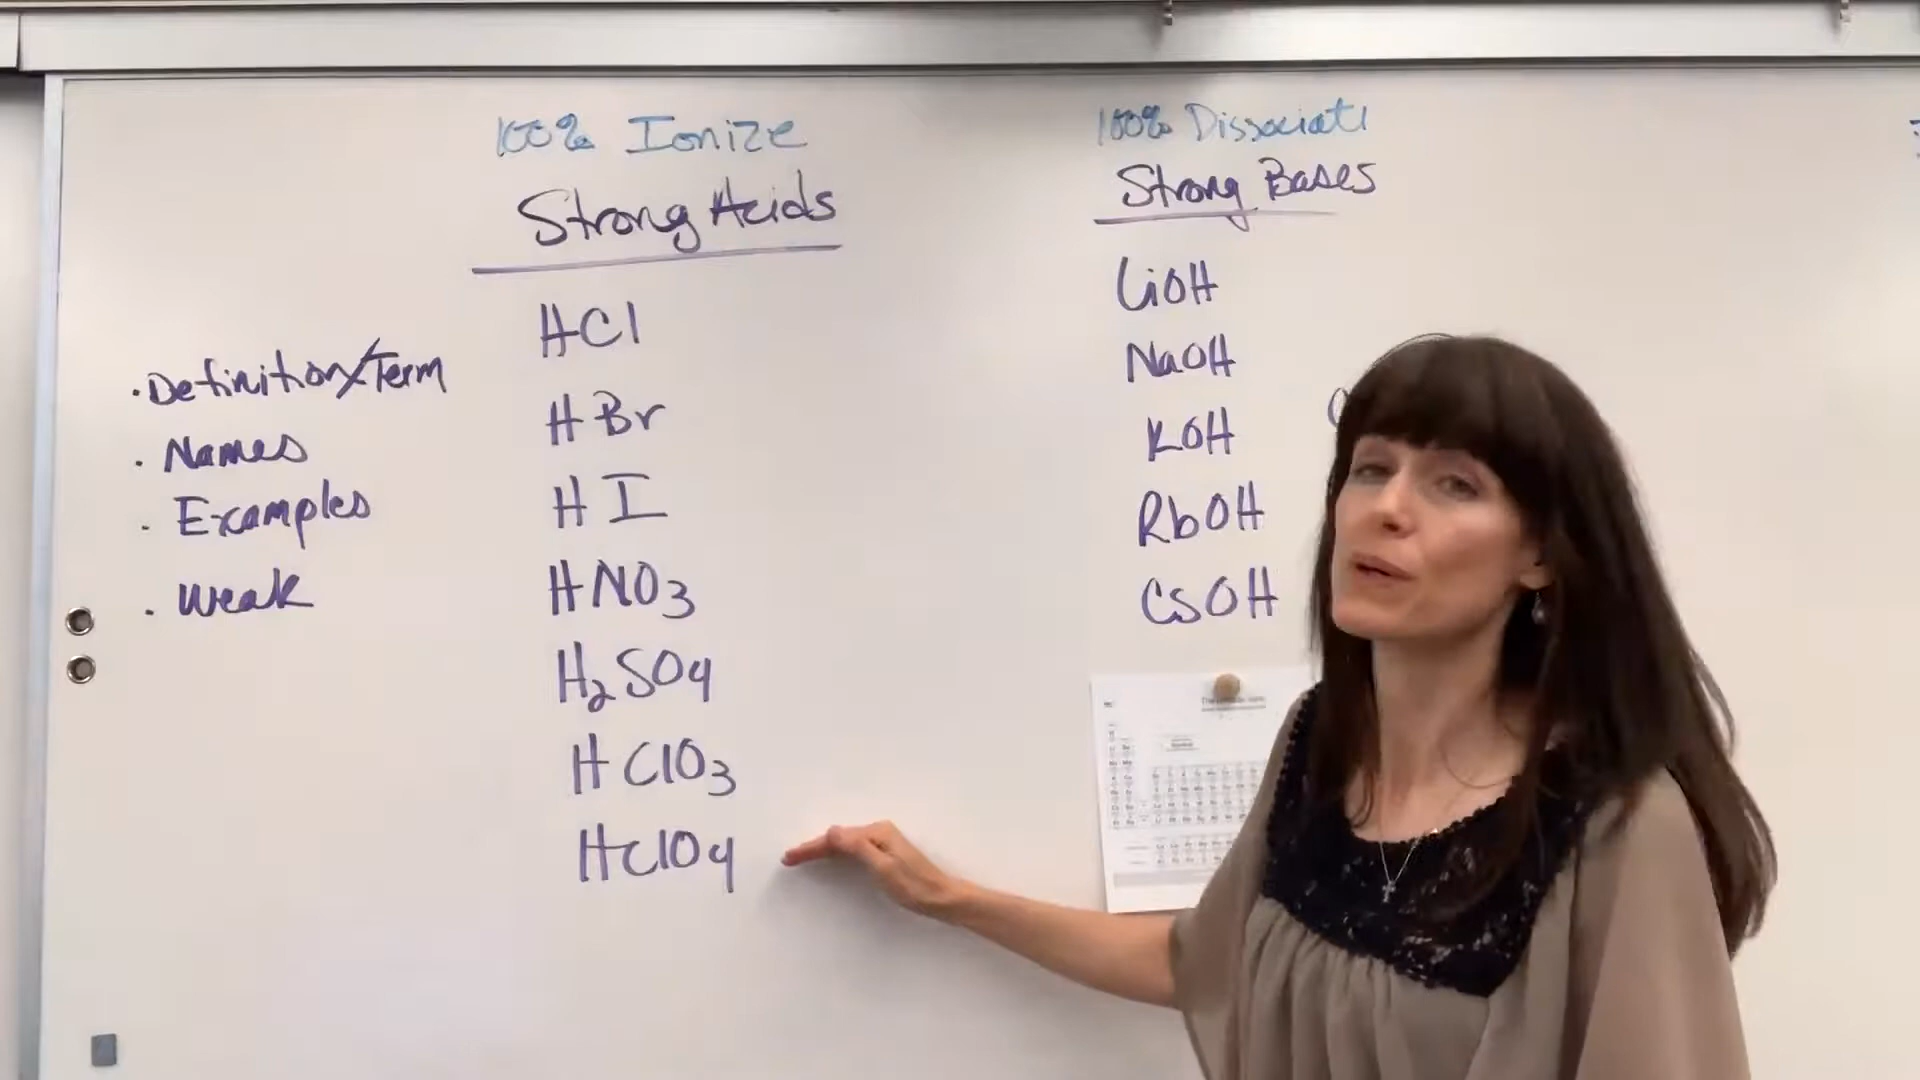 100% Ionize
Strong Acids
HCl
HBr
HI
HNO3
H2SO4
HClO3
HClO4
· Definition/Term
· Names
· Examples
· Weak
100% Dissociate
Strong Bases
LiOH
NaOH
KOH
RbOH
CsOH